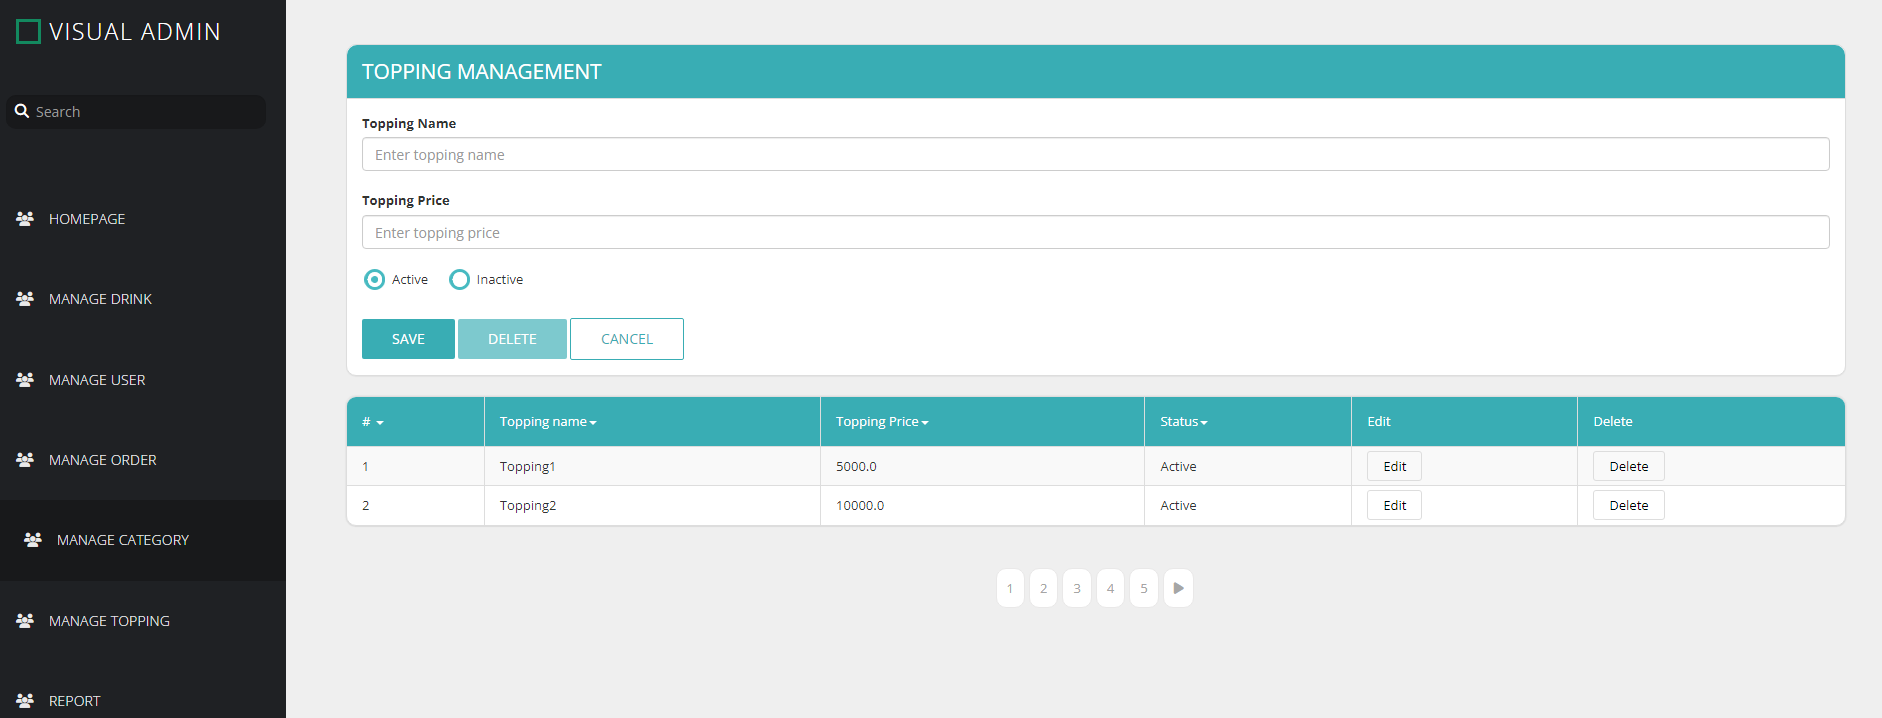 VISUAL ADMIN
Search
HOMEPAGE
MANAGE DRINK
MANAGE USER
MANAGE ORDER
MANAGE CATEGORY
MANAGE TOPPING
REPORT
TOPPING MANAGEMENT
Topping Name
Enter topping name
Topping Price
Enter topping price
Active Inactive
SAVE DELETE CANCEL
# Topping name Topping Price Status Edit Delete
1 Topping1 5000.0 Active Edit Delete
2 Topping2 10000.0 Active Edit Delete
1 2 3 4 5